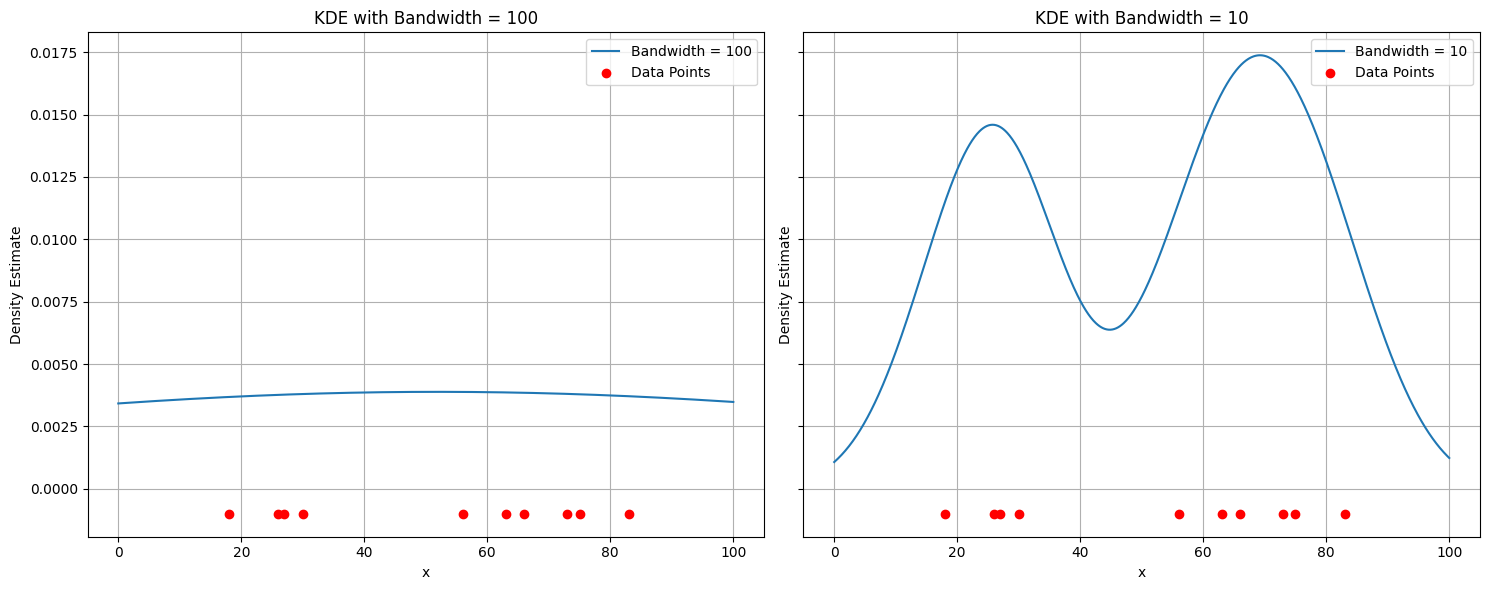 KDE with Bandwidth = 100
Bandwidth = 100
Data Points
Density Estimate
0.0175
0.0150
0.0125
0.0100
0.0075
0.0050
0.0025
0.0000
0 20 40 60 80 100
x
KDE with Bandwidth = 10
Bandwidth = 10
Data Points
Density Estimate
0 20 40 60 80 100
x